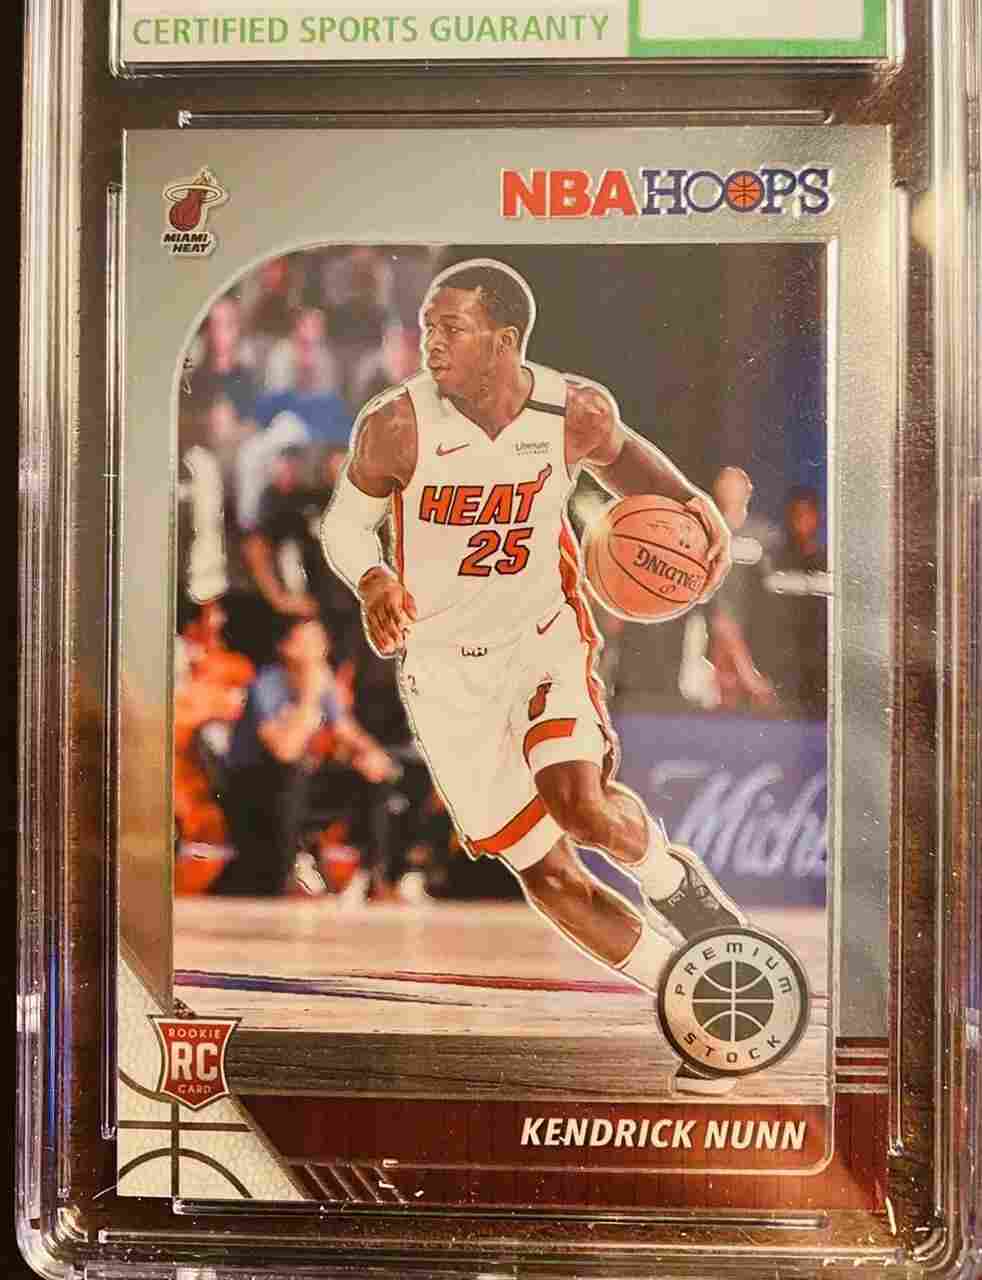 CERTIFIED SPORTS GUARANTY
NBA HOOPS
MIAMI
HEAT
HEAT
25
SPALDING
PREMIUM
STOCK
ROOKIE
RC
CARD
KENDRICK NUNN